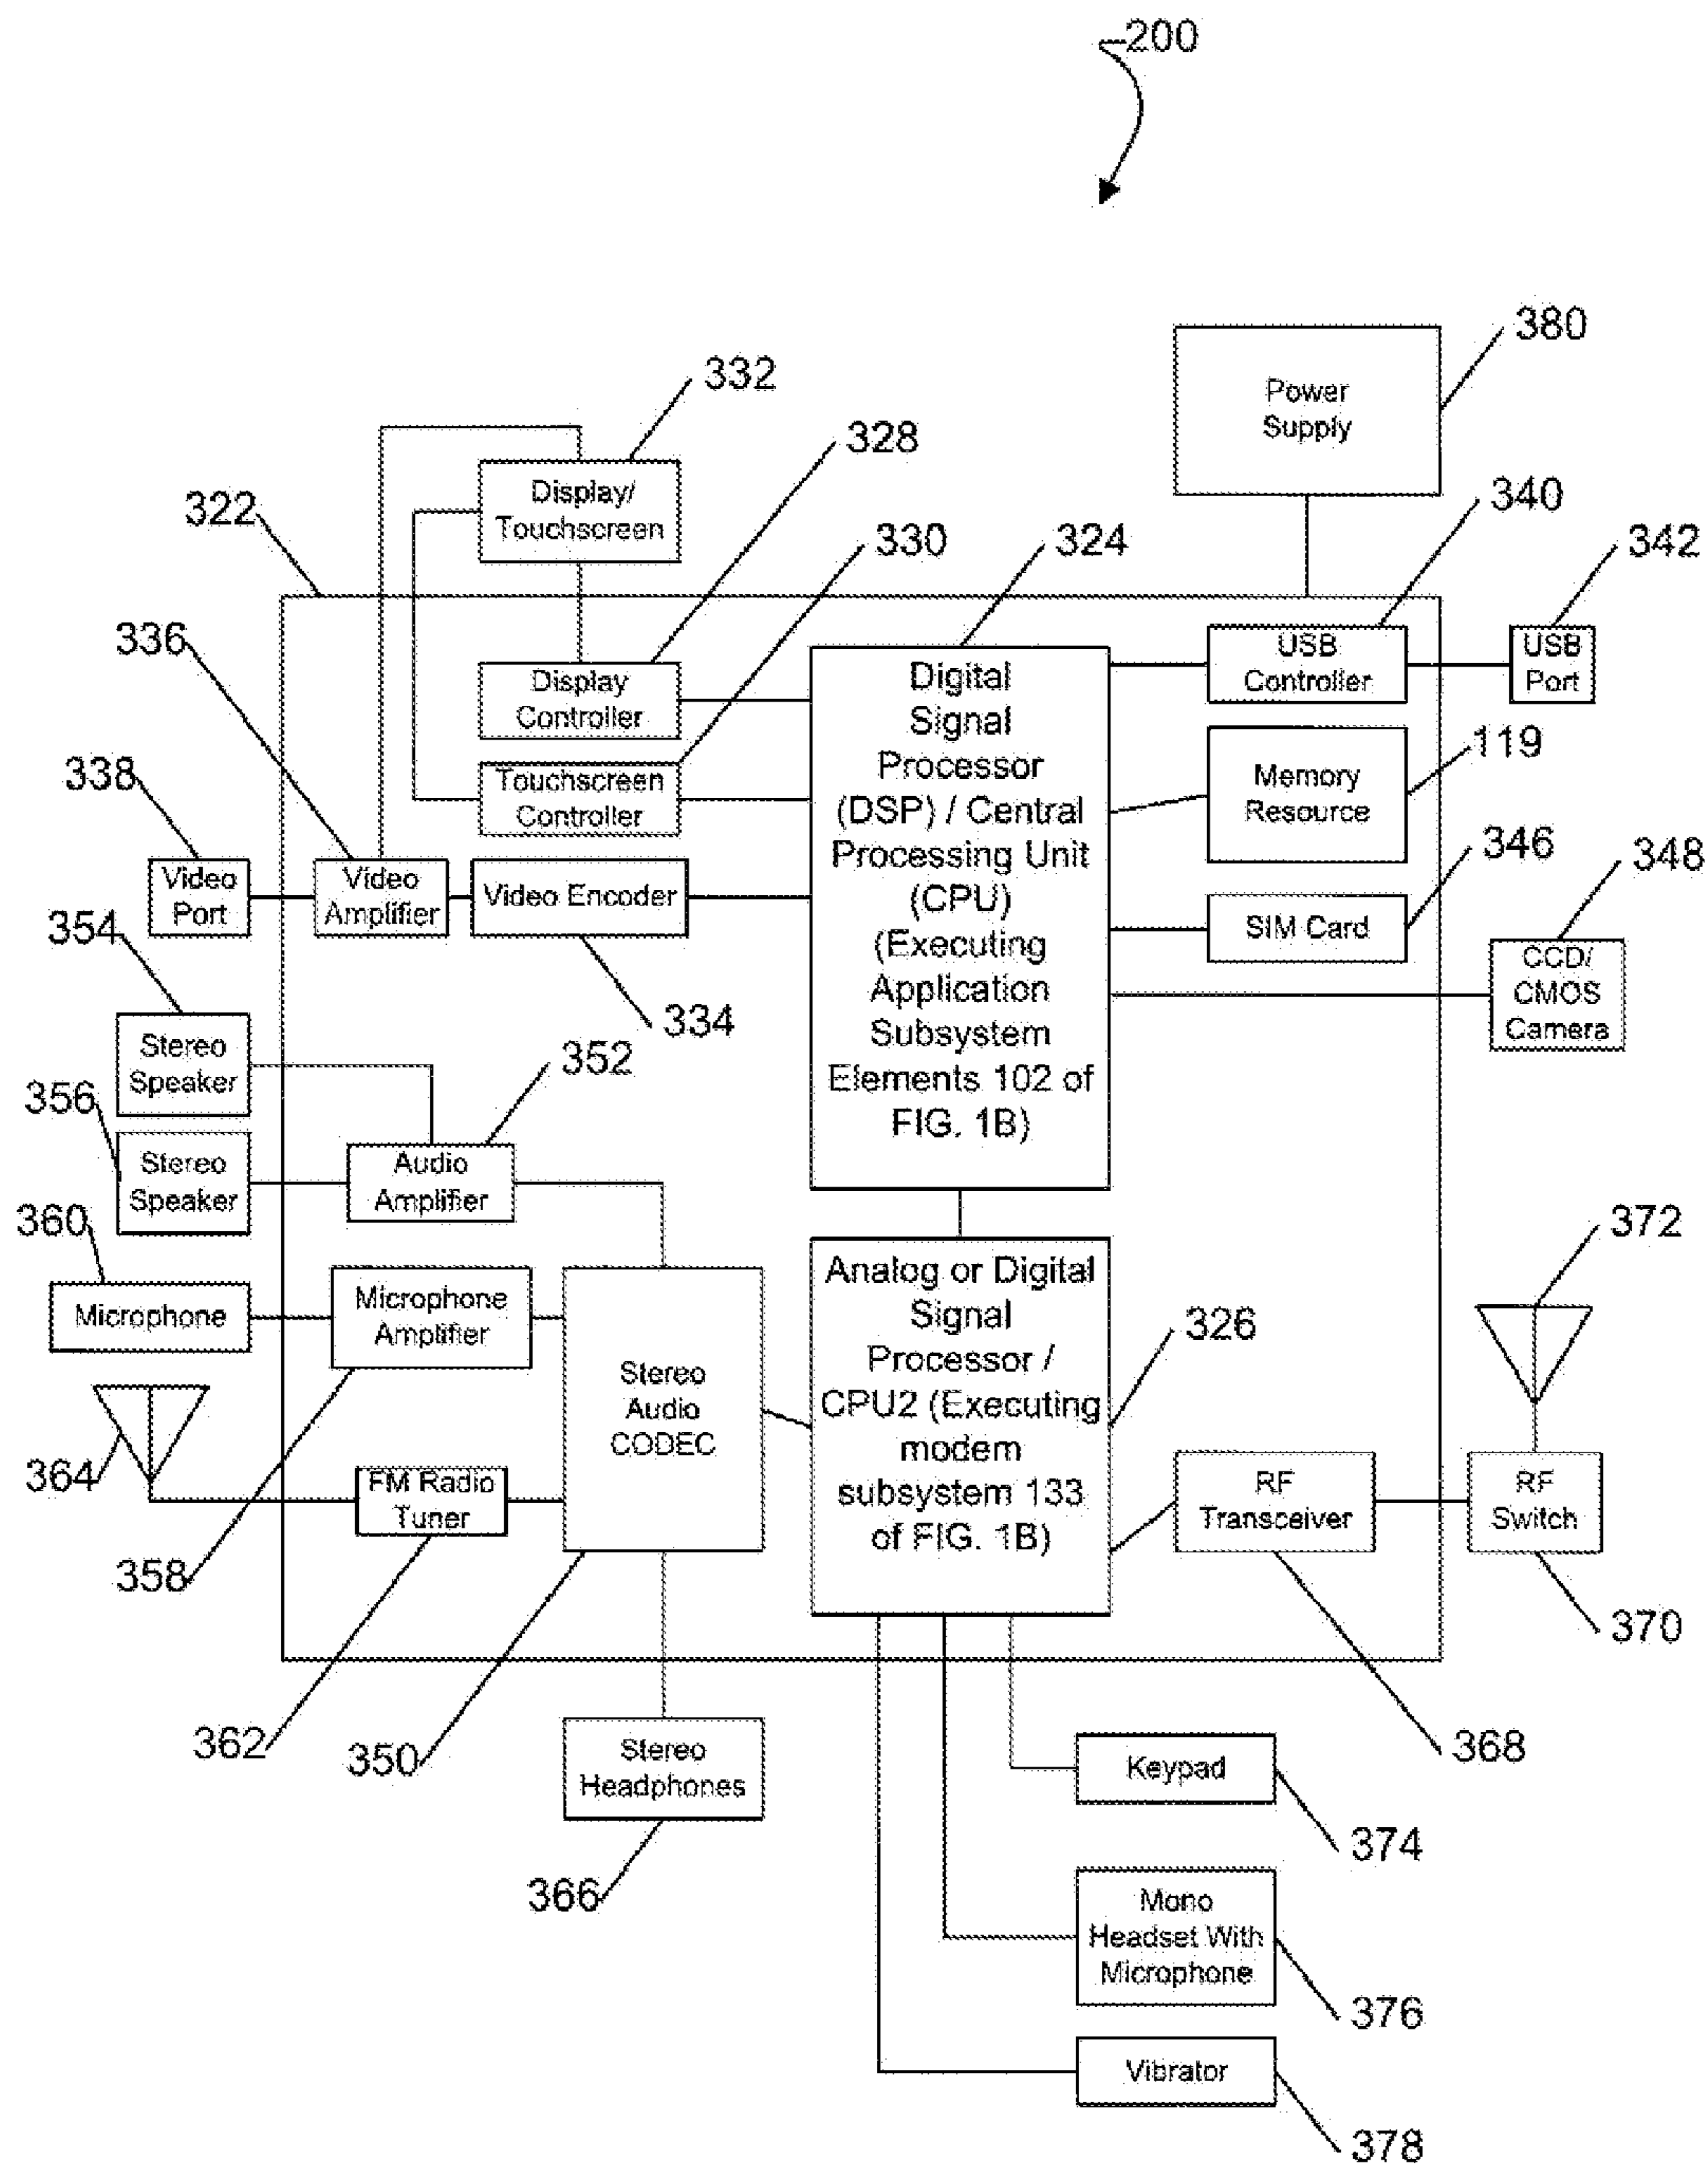 200
380
Power
Supply
332
328
Display/
Touchscreen
322
330
324
340
342
336
Display
Controller
Digital
Signal
Processor
(DSP) / Central
Processing Unit
(CPU)
(Executing
Application
Subsystem
Elements 102 of
FIG. 1B)
USB
Controller
USB
Port
338
Touchscreen
Controller
Memory
Resource
119
346
348
Video
Port
Video
Amplifier
Video Encoder
SIM Card
CCD/
CMOS
Camera
354
334
Stereo
Speaker
352
356
Stereo
Speaker
Audio
Amplifier
360
372
Microphone
Microphone
Amplifier
Stereo
Audio
CODEC
Analog or Digital
Signal
Processor /
CPU2 (Executing
modem
subsystem 133
of FIG. 1B)
326
364
FM Radio
Tuner
RF
Transceiver
RF
Switch
358
370
362
350
368
Stereo
Headphones
Keypad
374
366
Mono
Headset With
Microphone
376
Vibrator
378